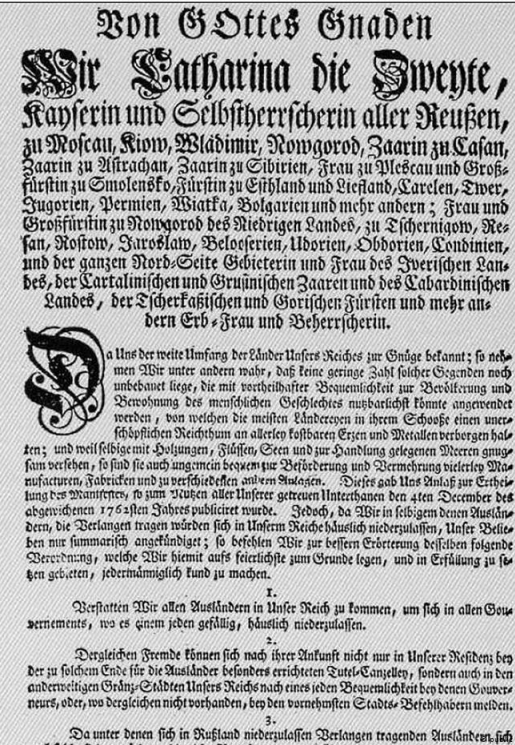 Von GOttes Gnaden
Wir Catharina die Zweyte,
Kayserin und Selbstherrscherin aller Reußen,
zu Moscau, Kiow, Wladimir, Nowgorod, Zaarin zu Casan,
Zaarin zu Astrachan, Zaarin zu Sibirien, Frau zu Plescau und Groß-
fürstin zu Smolensko, Fürstin zu Esthland und Liefland, Carelen, Twer,
Jugorien, Permien, Wiatka, Bolgarien und mehr andern; Frau und
Großfürstin zu Nowgorod des Niedrigen Landes, zu Tschernigow, Re-
san, Rostow, Jaroslaw, Belooserien, Udorien, Obdorien, Condinien,
und der ganzen Nord-Seite Gebieterin und Frau des Jverischen Lan-
des, der Cartalinischen und Grusinischen Zaaren und des Cabardinischen
Landes, der Tscherkaßischen und Gorischen Fürsten und mehr an-
dern Erb-Frau und Beherrscherin.
Da Uns der weite Umfang der Länder Unsers Reiches zur Gnüge bekannt; so neh-
men Wir unter andern wahr, daß keine geringe Zahl solcher Gegenden noch
unbebauet liege, die mit vortheilhafter Bequemlichkeit zur Bevölkerung und
Bewohnung des menschlichen Geschlechtes nutzbarlichst könnte angewendet
werden, von welchen die meisten Ländereyen in ihrem Schooße einen uner-
schöpflichen Reichthum an allerley kostbaren Erzen und Metallen verborgen hal-
ten; und weil selbige mit Holzungen, Flüssen, Seen und zur Handlung gelegenen Meeren gnug-
sam versehen, so sind sie auch ungemein bequem zur Beförderung und Vermehrung vielerley Ma-
nufacturen, Fabricken und zu verschiedenen andern Anlagen. Dieses gab Uns Anlaß zur Erthei-
lung des Manifestes, so zum Nutzen aller Unserer getreuen Unterthanen den 4ten December des
abgewichenen 1762sten Jahres publiciret wurde. Jedoch, da Wir in selbigem denen Auslän-
dern, die Verlangen tragen würden sich in Unserm Reiche häuslich niederzulassen, Unser Belie-
ben nur summarisch angekündiget; so befehlen Wir zur bessern Erörterung desselben folgende
Verordnung, welche Wir hiemit aufs feierlichste zum Grunde legen, und in Erfüllung zu se-
tzen gebieten, jedermänniglich kund zu machen.
1.
Verstatten Wir allen Ausländern in Unser Reich zu kommen, um sich in allen Gou-
vernements, wo es einem jeden gefällig, häuslich niederzulassen.
2.
Dergleichen Fremde können sich nach ihrer Ankunft nicht nur in Unserer Residenz bey
der zu solchem Ende für die Ausländer besonders errichteten Tutel-Canzelley, sondern auch in den
anderweitigen Gränz-Städten Unsers Reichs nach eines jeden Bequemlichkeit bey denen Gouver-
neurs, oder, wo dergleichen nicht vorhanden, bey den vornehmsten Stadts-Befehlhabern melden.
3.
Da unter denen sich in Rußland niederzulassen Verlangen tragenden Ausländern sich